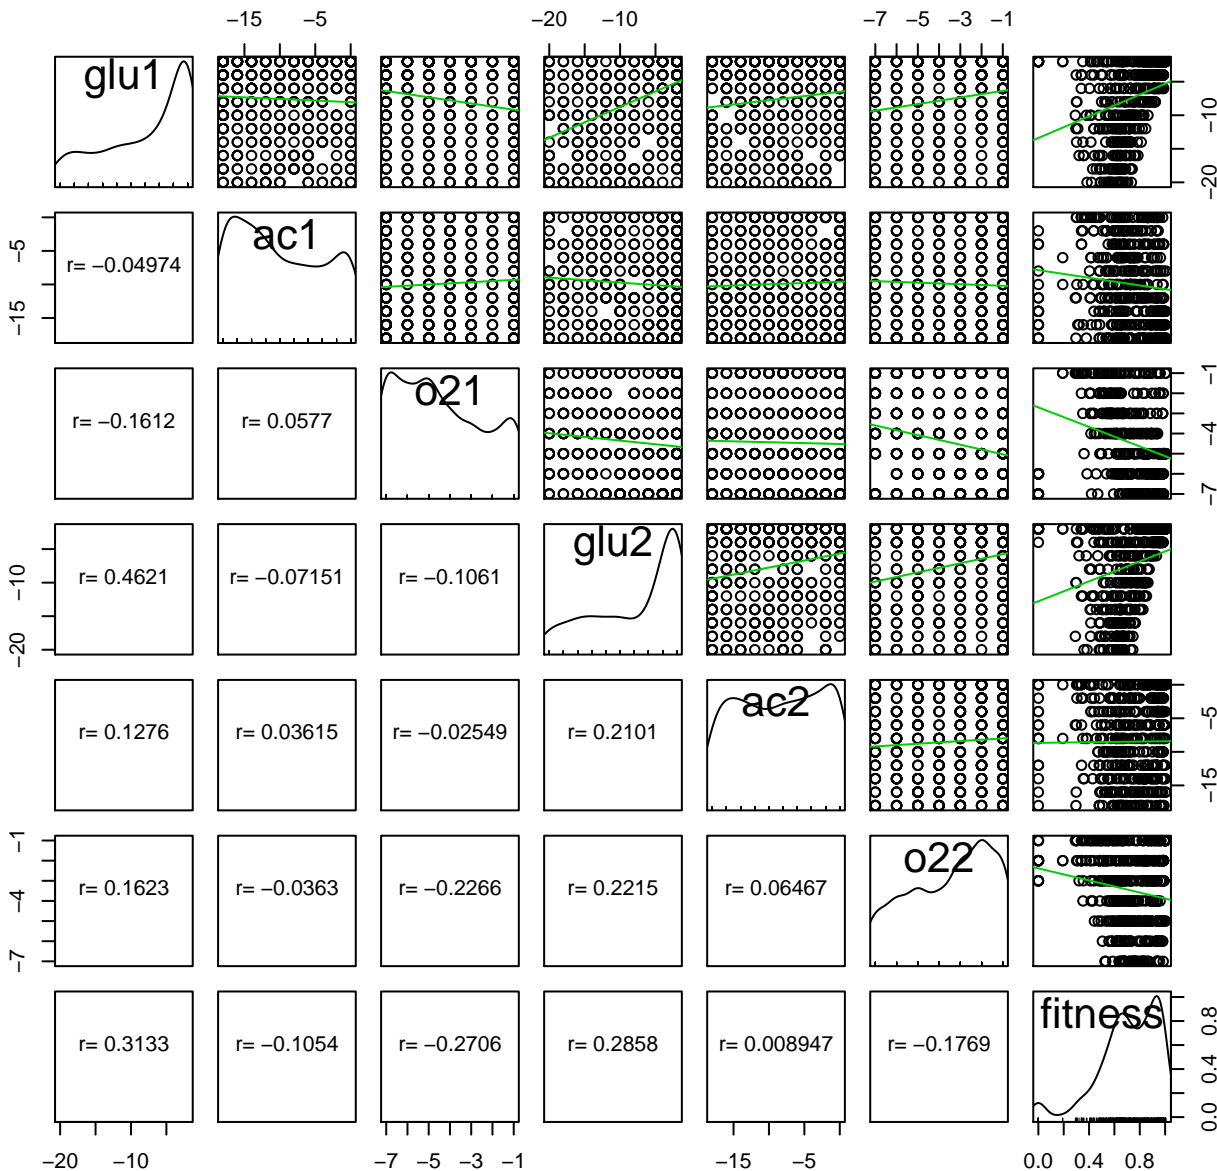 −15 −5 −20 −10 −7 −5 −3 −1
glu1
−20 −10
ac1
−15 −5
r= −0.04974
o21
−7 −4 −1
r= −0.1612 r= 0.0577
glu2
−20 −10
r= 0.4621 r= −0.07151 r= −0.1061
ac2
−15 −5
r= 0.1276 r= 0.03615 r= −0.02549 r= 0.2101
o22
−7 −4 −1
r= 0.1623 r= −0.0363 r= −0.2266 r= 0.2215 r= 0.06467
fitness
0.0 0.4 0.8
r= 0.3133 r= −0.1054 r= −0.2706 r= 0.2858 r= 0.008947 r= −0.1769
−20 −10 −7 −5 −3 −1 −15 −5 0.0 0.4 0.8